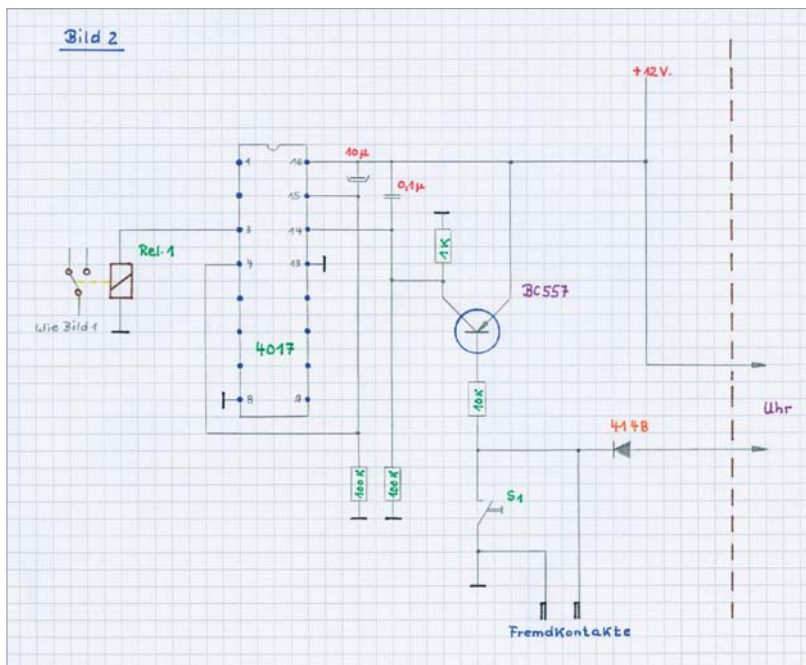 Bild 2
+12V.
1
16
10µ
0,1µ
15
3
14
1K
Rel.1
4
13
BC557
Wie Bild 1
4017
10K
8
9
Uhr
4148
100K
100K
S1
Fremdkontakte